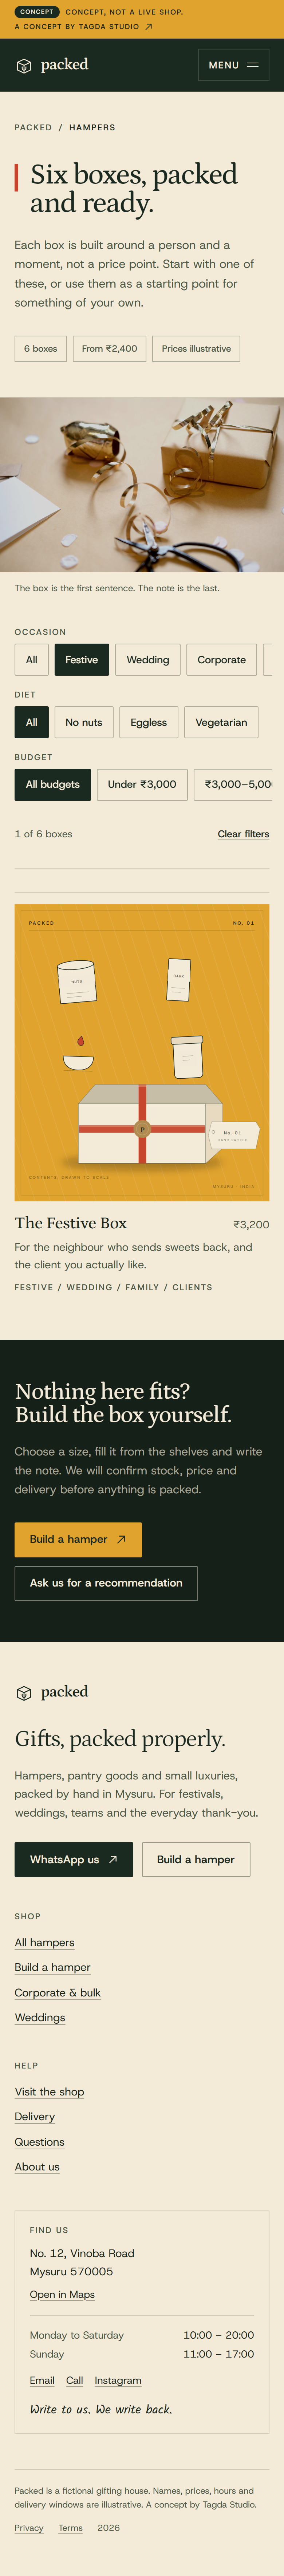 CONCEPT CONCEPT, NOT A LIVE SHOP.
A CONCEPT BY TAGDA STUDIO
packed
MENU
PACKED / HAMPERS
Six boxes, packed
and ready.
Each box is built around a person and a
moment, not a price point. Start with one of
these, or use them as a starting point for
something of your own.
6 boxes
From ₹2,400
Prices illustrative
The box is the first sentence. The note is the last.
OCCASION
All
Festive
Wedding
Corporate
DIET
All
No nuts
Eggless
Vegetarian
BUDGET
All budgets
Under ₹3,000
₹3,000–5,00
1 of 6 boxes
Clear filters
PACKED
NO. 01
NUTS
DARK
P
No. 01
HAND PACKED
CONTENTS, DRAWN TO SCALE
MYSURU · INDIA
The Festive Box
₹3,200
For the neighbour who sends sweets back, and
the client you actually like.
FESTIVE / WEDDING / FAMILY / CLIENTS
Nothing here fits?
Build the box yourself.
Choose a size, fill it from the shelves and write
the note. We will confirm stock, price and
delivery before anything is packed.
Build a hamper
Ask us for a recommendation
packed
Gifts, packed properly.
Hampers, pantry goods and small luxuries,
packed by hand in Mysuru. For festivals,
weddings, teams and the everyday thank-you.
WhatsApp us
Build a hamper
SHOP
All hampers
Build a hamper
Corporate & bulk
Weddings
HELP
Visit the shop
Delivery
Questions
About us
FIND US
No. 12, Vinoba Road
Mysuru 570005
Open in Maps
Monday to Saturday 10:00 – 20:00
Sunday 11:00 – 17:00
Email Call Instagram
Write to us. We write back.
Packed is a fictional gifting house. Names, prices, hours and
delivery windows are illustrative. A concept by Tagda Studio.
Privacy Terms 2026